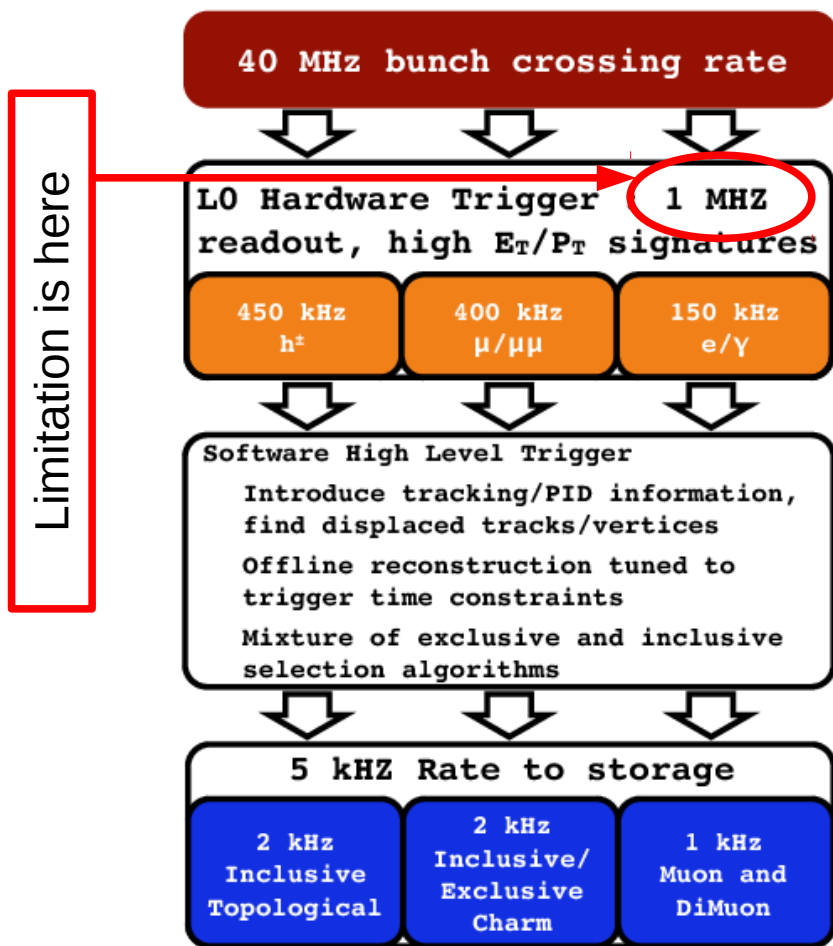 40 MHz bunch crossing rate
Limitation is here
L0 Hardware Trigger : 1 MHZ
readout, high ET/PT signatures
450 kHz
h±
400 kHz
μ/μμ
150 kHz
e/γ
Software High Level Trigger
Introduce tracking/PID information,
find displaced tracks/vertices
Offline reconstruction tuned to
trigger time constraints
Mixture of exclusive and inclusive
selection algorithms
5 kHZ Rate to storage
2 kHz
Inclusive
Topological
2 kHz
Inclusive/
Exclusive
Charm
1 kHz
Muon and
DiMuon